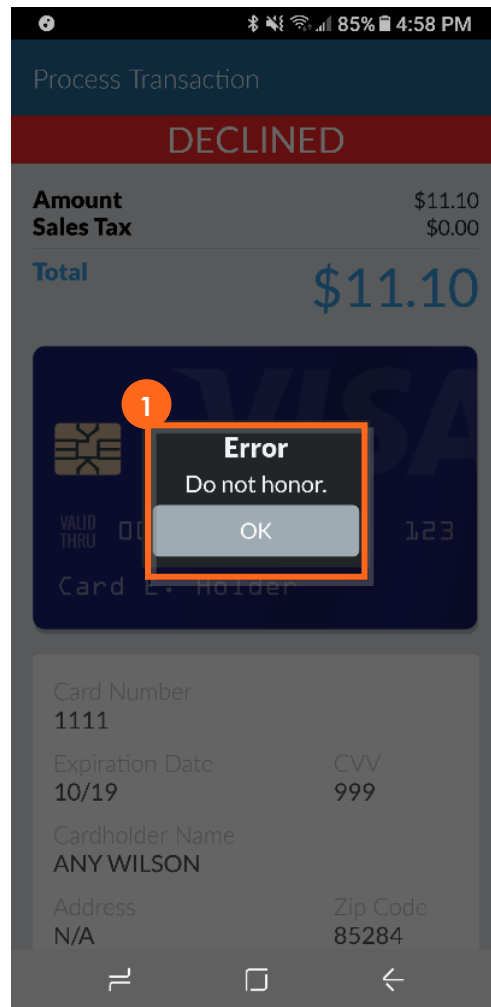 85% 4:58 PM
Process Transaction
DECLINED
Amount $11.10
Sales Tax $0.00
Total $11.10
VISA
1
Error
Do not honor.
OK
VALID
THRU 123
Card E. Holder
Card Number
1111
Expiration Date CVV
10/19 999
Cardholder Name
ANY WILSON
Address Zip Code
N/A 85284